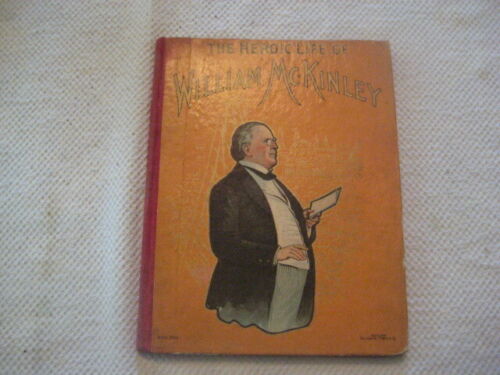 THE HEROIC LIFE OF
WILLIAM MCKINLEY